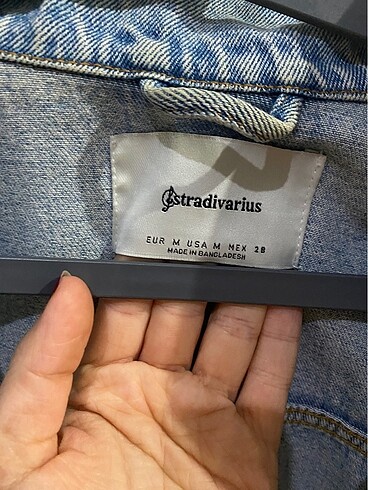 stradivarius
EUR M USA M MEX 28
MADE IN BANGLADESH